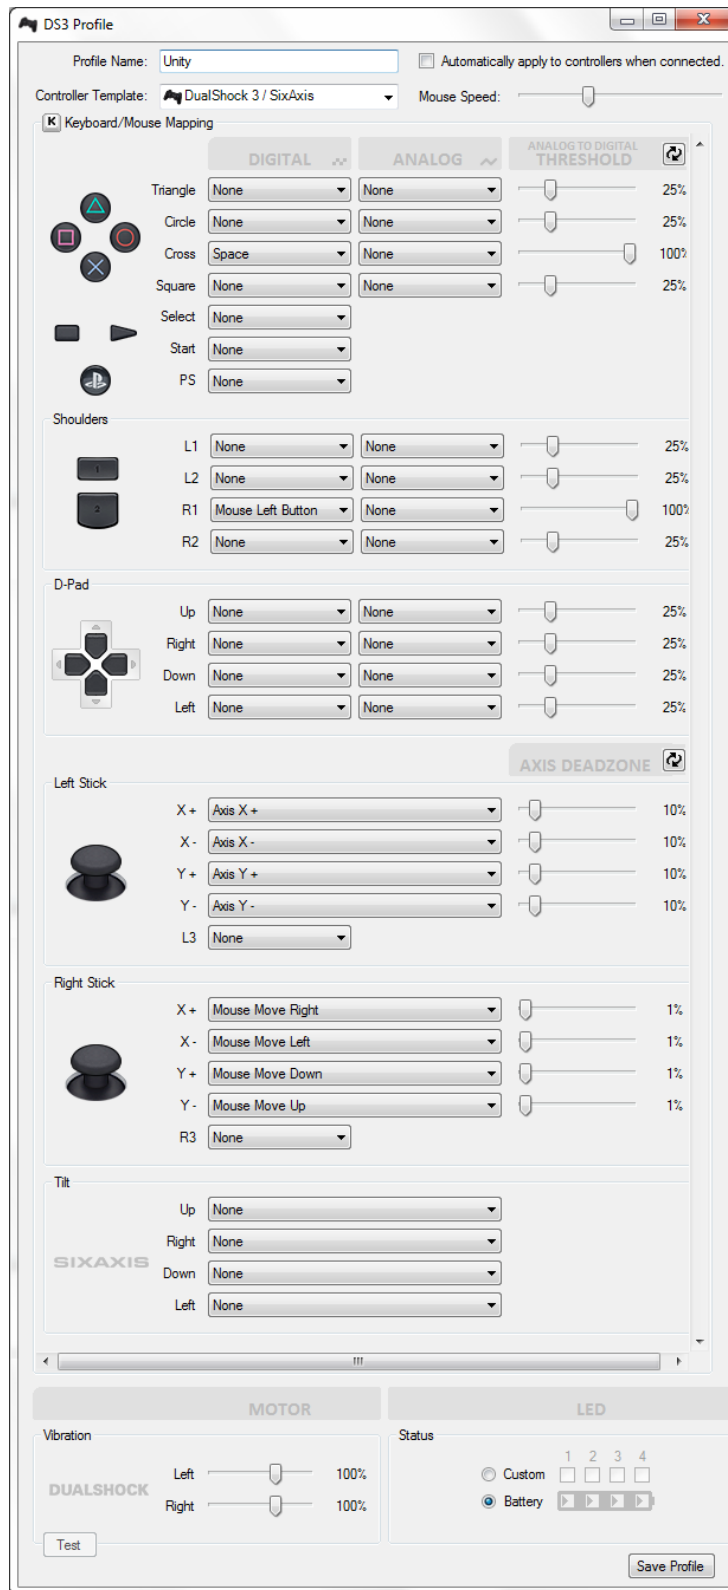 DS3 Profile
Profile Name: Unity Automatically apply to controllers when connected.
Controller Template: DualShock 3 / SixAxis Mouse Speed:
K Keyboard/Mouse Mapping
DIGITAL ANALOG ANALOG TO DIGITAL THRESHOLD
Triangle None None 25%
Circle None None 25%
Cross Space None 100%
Square None None 25%
Select None
Start None
PS None
Shoulders
L1 None None 25%
L2 None None 25%
R1 Mouse Left Button None 100%
R2 None None 25%
D-Pad
Up None None 25%
Right None None 25%
Down None None 25%
Left None None 25%
AXIS DEADZONE
Left Stick
X + Axis X + 10%
X - Axis X - 10%
Y + Axis Y + 10%
Y - Axis Y - 10%
L3 None
Right Stick
X + Mouse Move Right 1%
X - Mouse Move Left 1%
Y + Mouse Move Down 1%
Y - Mouse Move Up 1%
R3 None
Tilt
Up None
Right None
SIXAXIS
Down None
Left None
MOTOR LED
Vibration Status
1 2 3 4
Left 100% Custom
DUALSHOCK
Right 100% Battery
Test
Save Profile